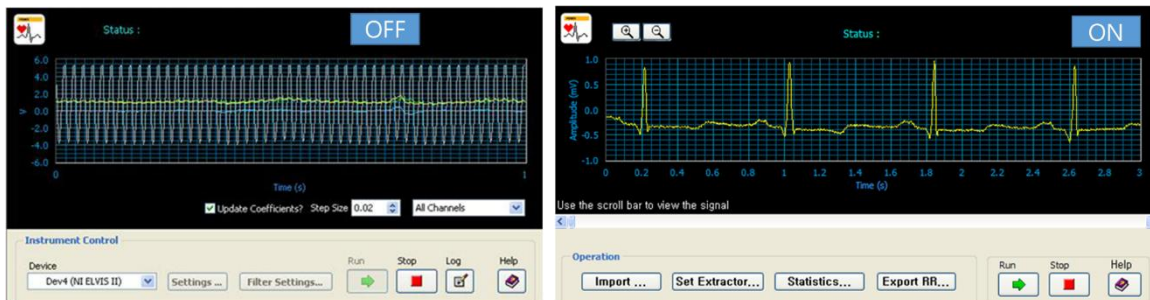 Status :
OFF
6.0
4.0
2.0
0.0
-2.0
-4.0
-6.0
V
0
1
Time (s)
Update Coefficients? Step Size 0.02 All Channels
Instrument Control
Device
Dev4 (NI ELVIS II)
Settings ...
Filter Settings...
Run
Stop
Log
Help
Status :
ON
1.0
0.5
0.0
-0.5
-1.0
Amplitude (mV)
0 0.2 0.4 0.6 0.8 1 1.2 1.4 1.6 1.8 2 2.2 2.4 2.6 2.8 3
Time (s)
Use the scroll bar to view the signal
Operation
Import ... Set Extractor... Statistics... Export RR...
Run Stop Help